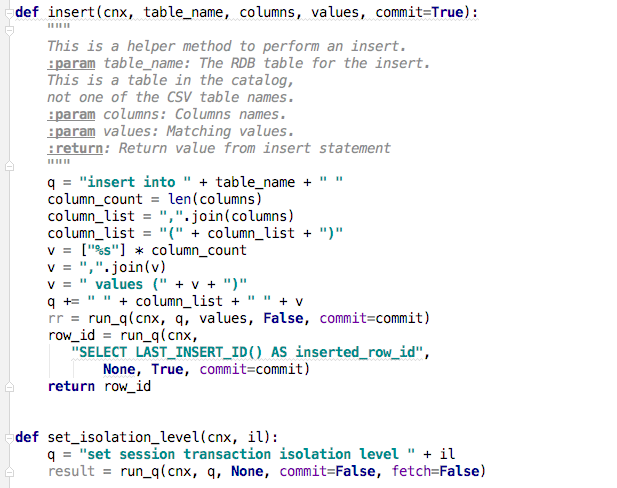 def insert(cnx, table_name, columns, values, commit=True):
    """
    This is a helper method to perform an insert.
    :param table_name: The RDB table for the insert.
    This is a table in the catalog,
    not one of the CSV table names.
    :param columns: Columns names.
    :param values: Matching values.
    :return: Return value from insert statement
    """
    q = "insert into " + table_name + " "
    column_count = len(columns)
    column_list = ",".join(columns)
    column_list = "(" + column_list + ")"
    v = ["%s"] * column_count
    v = ",".join(v)
    v = " values (" + v + ")"
    q += " " + column_list + " " + v
    rr = run_q(cnx, q, values, False, commit=commit)
    row_id = run_q(cnx,
       "SELECT LAST_INSERT_ID() AS inserted_row_id",
           None, True, commit=commit)
    return row_id
def set_isolation_level(cnx, il):
    q = "set session transaction isolation level " + il
    result = run_q(cnx, q, None, commit=False, fetch=False)